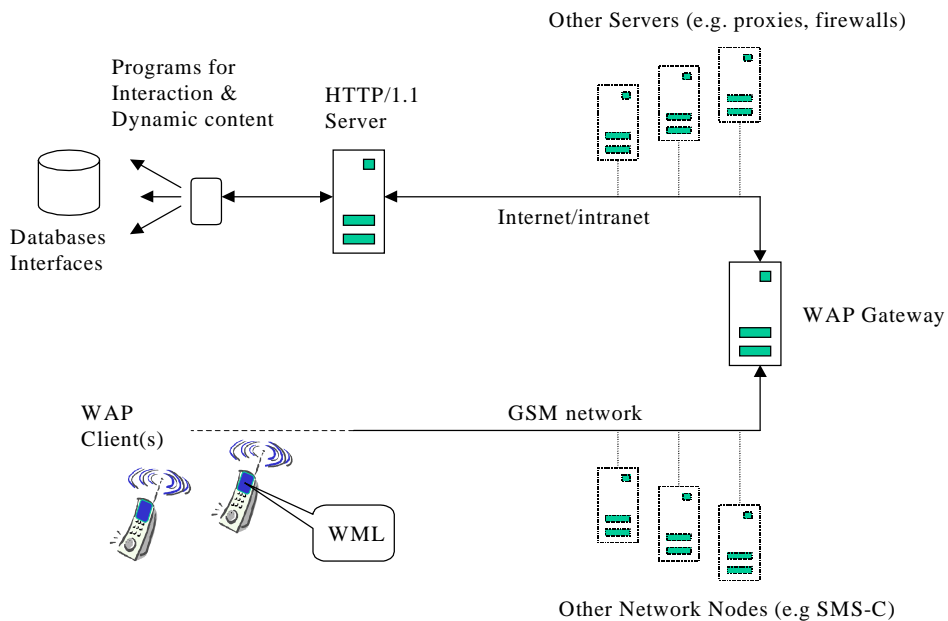 Other Servers (e.g. proxies, firewalls)
Programs for
Interaction &
Dynamic content
HTTP/1.1
Server
Internet/intranet
Databases
Interfaces
WAP Gateway
GSM network
WAP
Client(s)
WML
Other Network Nodes (e.g SMS-C)